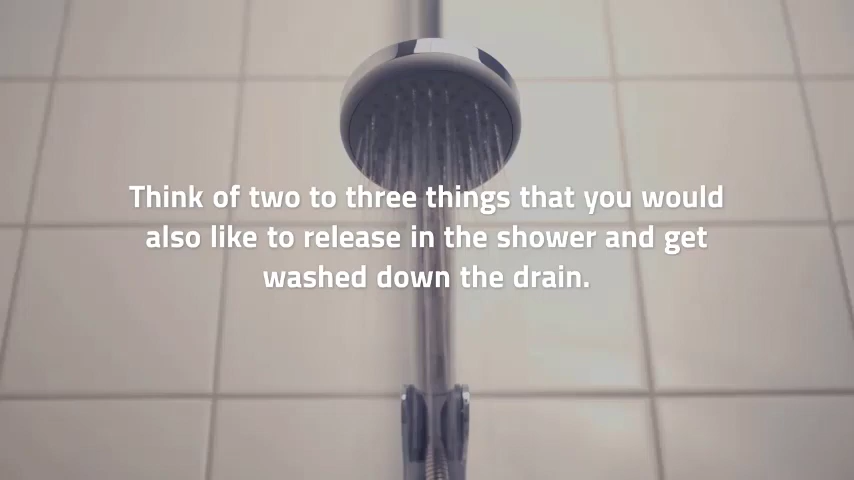 Think of two to three things that you would
also like to release in the shower and get
washed down the drain.